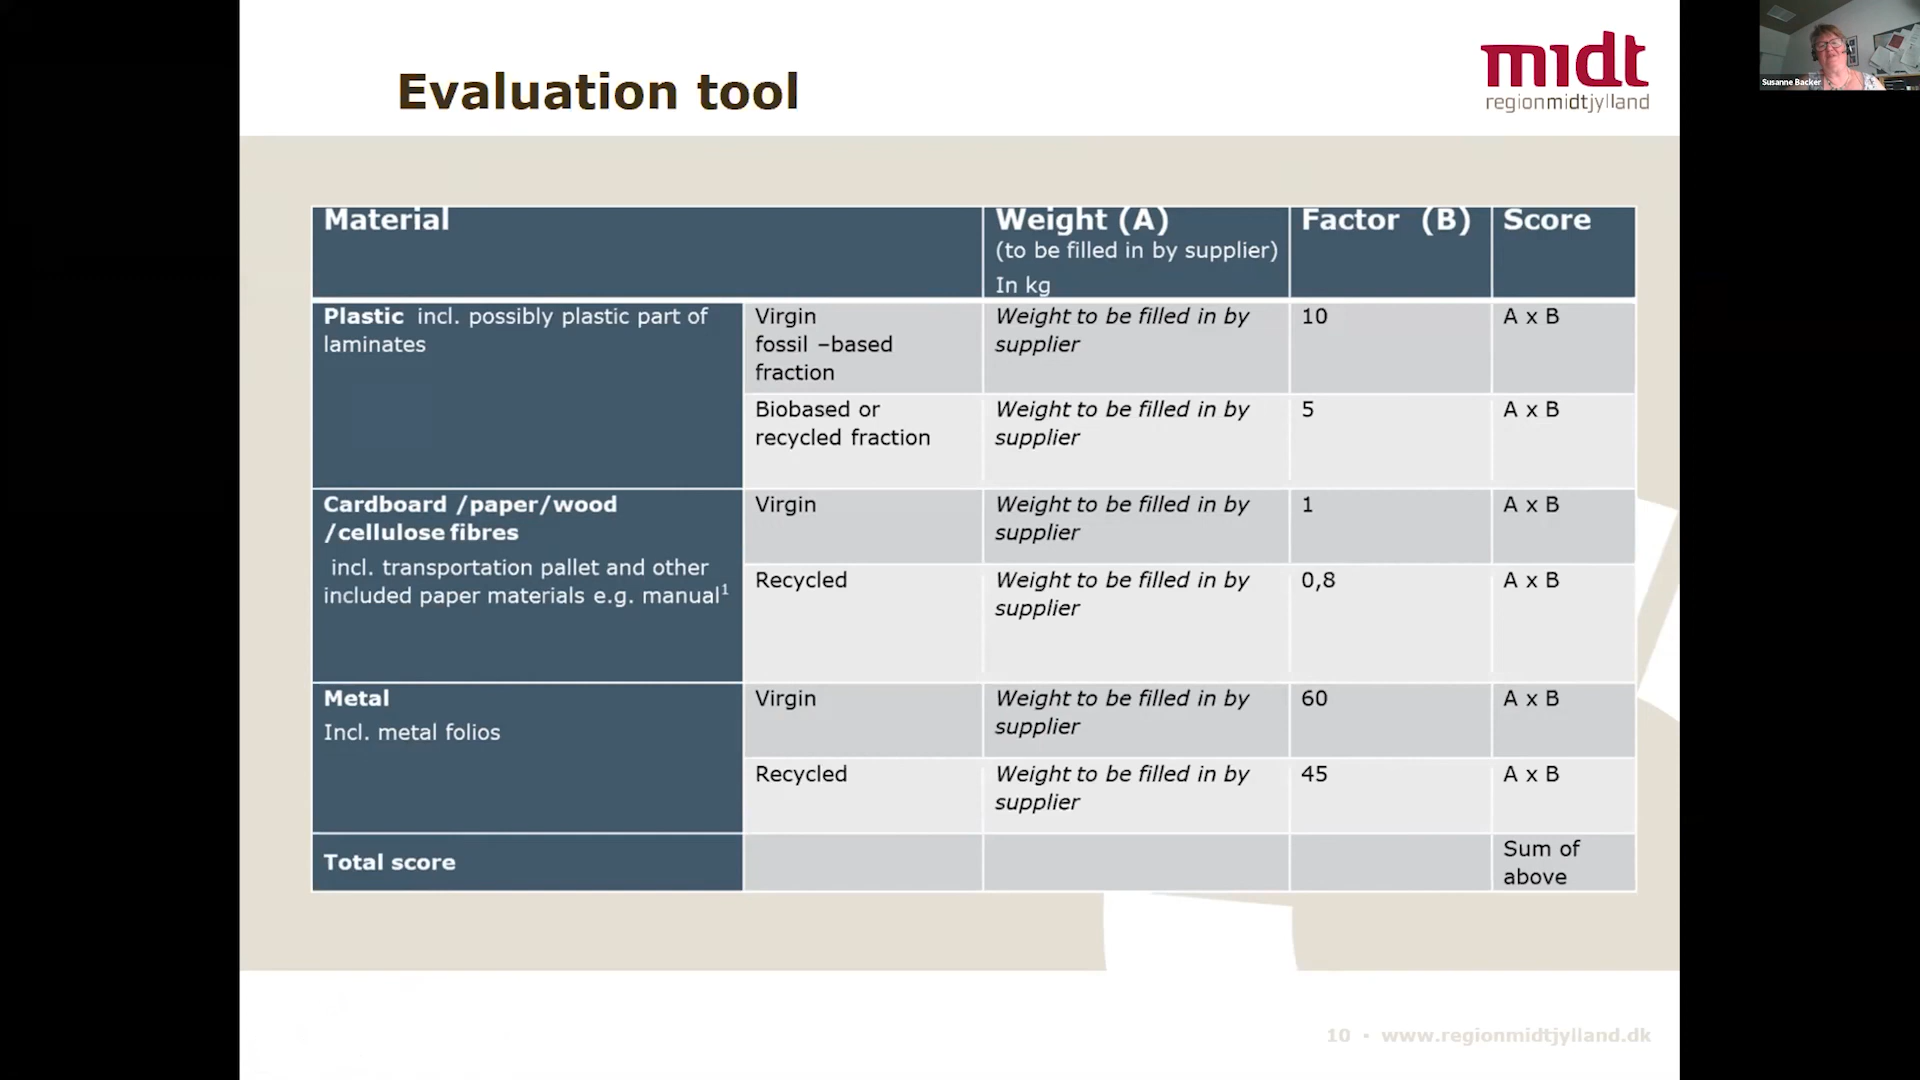 Evaluation tool
midt
regionmidtjylland
Susanne Backer
Material
Weight (A)
(to be filled in by supplier)
In kg
Factor (B)
Score
Plastic incl. possibly plastic part of
laminates
Virgin
fossil –based
fraction
Weight to be filled in by
supplier
10
A x B
Biobased or
recycled fraction
Weight to be filled in by
supplier
5
A x B
Cardboard /paper/wood
/cellulose fibres
incl. transportation pallet and other
included paper materials e.g. manual¹
Virgin
Weight to be filled in by
supplier
1
A x B
Recycled
Weight to be filled in by
supplier
0,8
A x B
Metal
Incl. metal folios
Virgin
Weight to be filled in by
supplier
60
A x B
Recycled
Weight to be filled in by
supplier
45
A x B
Total score
Sum of
above
10 ▪ www.regionmidtjylland.dk